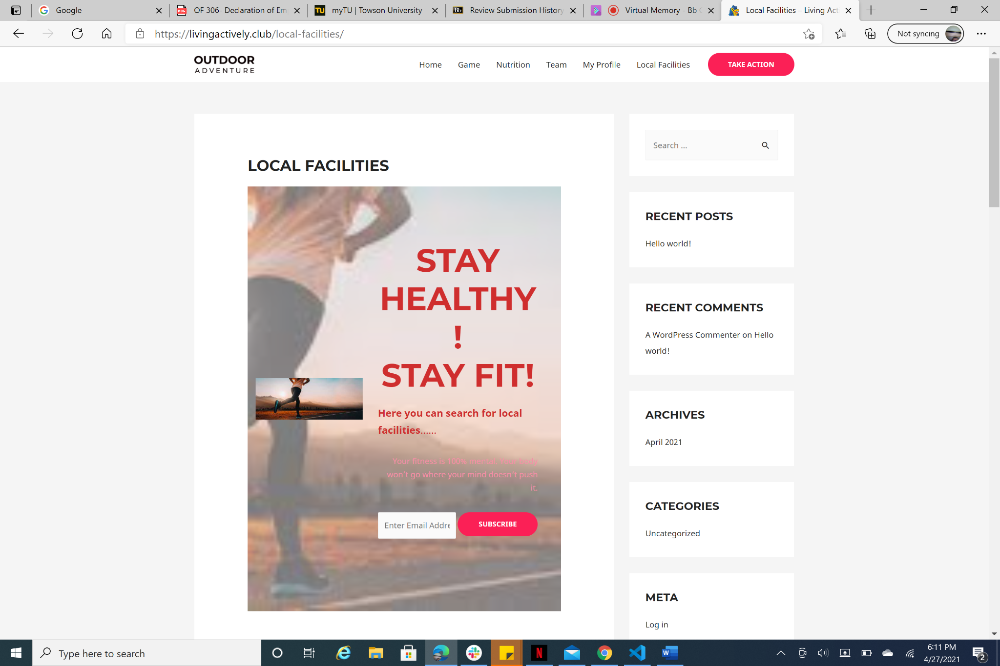 Google
OF 306- Declaration of Em
myTU | Towson University
Review Submission History
Virtual Memory - Bb
Local Facilities – Living Act
https://livingactively.club/local-facilities/
Not syncing
OUTDOOR
ADVENTURE
Home
Game
Nutrition
Team
My Profile
Local Facilities
TAKE ACTION
LOCAL FACILITIES
STAY
HEALTHY
!
STAY FIT!
Here you can search for local
facilities......
Your fitness is 100% mental. Your body
won't go where your mind doesn't push
it.
Enter Email Addre
SUBSCRIBE
Search ...
RECENT POSTS
Hello world!
RECENT COMMENTS
A WordPress Commenter on Hello
world!
ARCHIVES
April 2021
CATEGORIES
Uncategorized
META
Log in
Type here to search
6:11 PM
4/27/2021
2